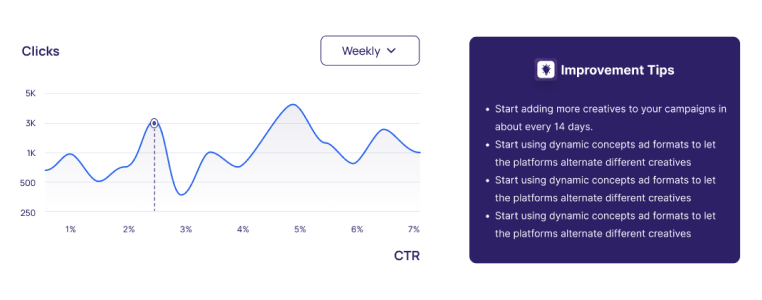 Clicks
Weekly
5K
3K
1K
500
250
1%
2%
3%
4%
5%
6%
7%
CTR
Improvement Tips
• Start adding more creatives to your campaigns in
about every 14 days.
• Start using dynamic concepts ad formats to let
the platforms alternate different creatives
• Start using dynamic concepts ad formats to let
the platforms alternate different creatives
• Start using dynamic concepts ad formats to let
the platforms alternate different creatives